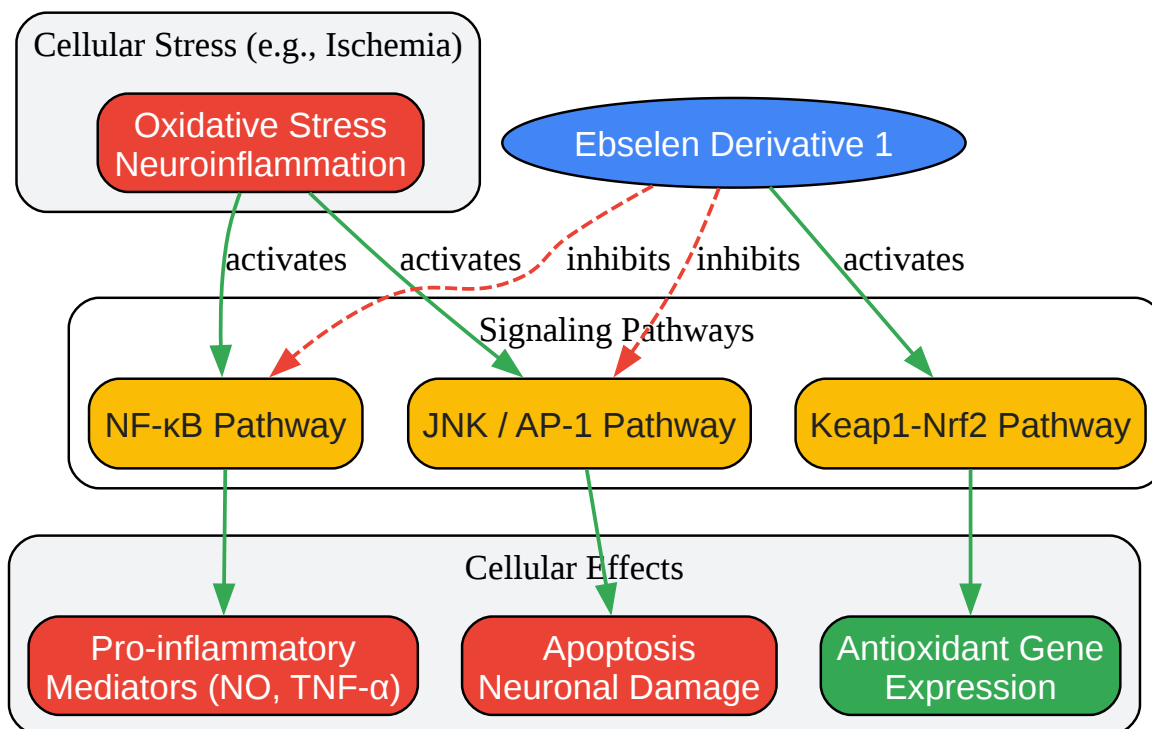 Cellular Stress (e.g., Ischemia)
Oxidative Stress
Neuroinflammation
Ebselen Derivative 1
activates
activates
inhibits
inhibits
activates
Signaling Pathways
NF-κB Pathway
JNK / AP-1 Pathway
Keap1-Nrf2 Pathway
Cellular Effects
Pro-inflammatory
Mediators (NO, TNF-α)
Apoptosis
Neuronal Damage
Antioxidant Gene
Expression